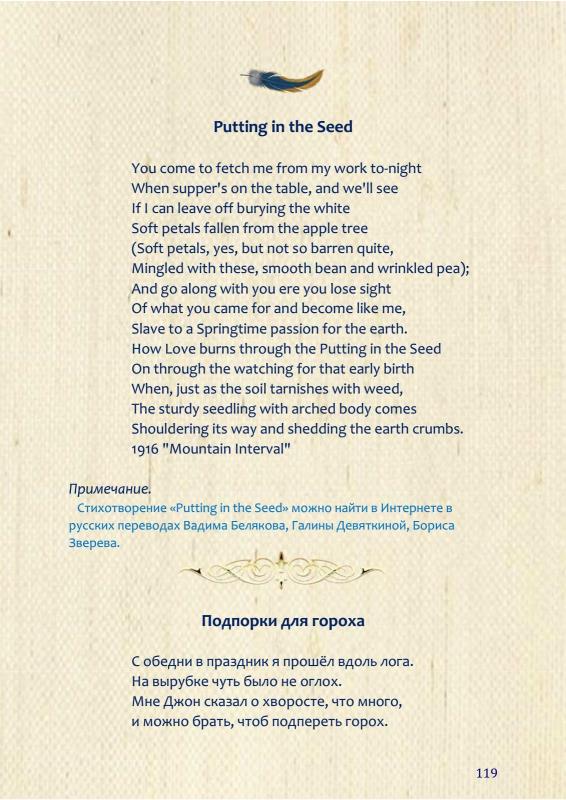 Putting in the Seed
You come to fetch me from my work to-night
When supper's on the table, and we'll see
If I can leave off burying the white
Soft petals fallen from the apple tree
(Soft petals, yes, but not so barren quite,
Mingled with these, smooth bean and wrinkled pea);
And go along with you ere you lose sight
Of what you came for and become like me,
Slave to a Springtime passion for the earth.
How Love burns through the Putting in the Seed
On through the watching for that early birth
When, just as the soil tarnishes with weed,
The sturdy seedling with arched body comes
Shouldering its way and shedding the earth crumbs.
1916 "Mountain Interval"
Примечание.
Стихотворение «Putting in the Seed» можно найти в Интернете в
русских переводах Вадима Белякова, Галины Девяткиной, Бориса
Зверева.
Подпорки для гороха
С обедни в праздник я прошёл вдоль лога.
На вырубке чуть было не оглох.
Мне Джон сказал о хворосте, что много,
и можно брать, чтоб подпереть горох.
119